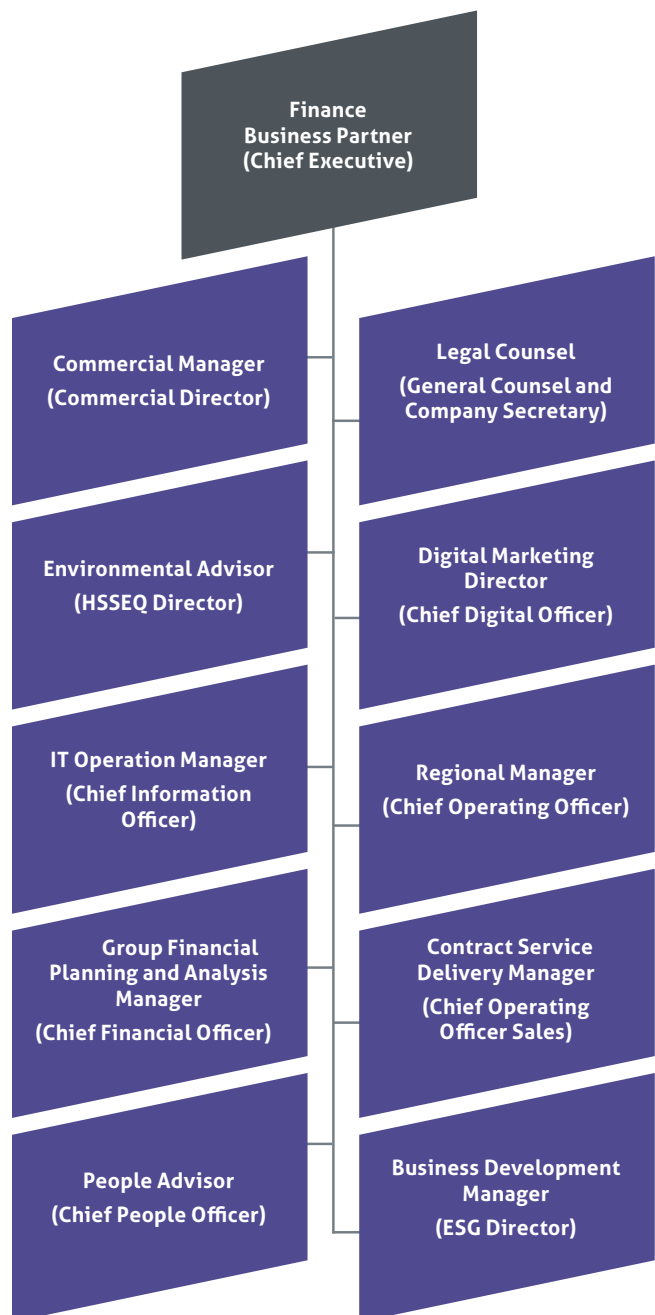 Finance
Business Partner
(Chief Executive)
Commercial Manager
(Commercial Director)
Legal Counsel
(General Counsel and
Company Secretary)
Environmental Advisor
(HSSEQ Director)
Digital Marketing
Director
(Chief Digital Officer)
IT Operation Manager
(Chief Information
Officer)
Regional Manager
(Chief Operating Officer)
Group Financial
Planning and Analysis
Manager
(Chief Financial Officer)
Contract Service
Delivery Manager
(Chief Operating
Officer Sales)
People Advisor
(Chief People Officer)
Business Development
Manager
(ESG Director)